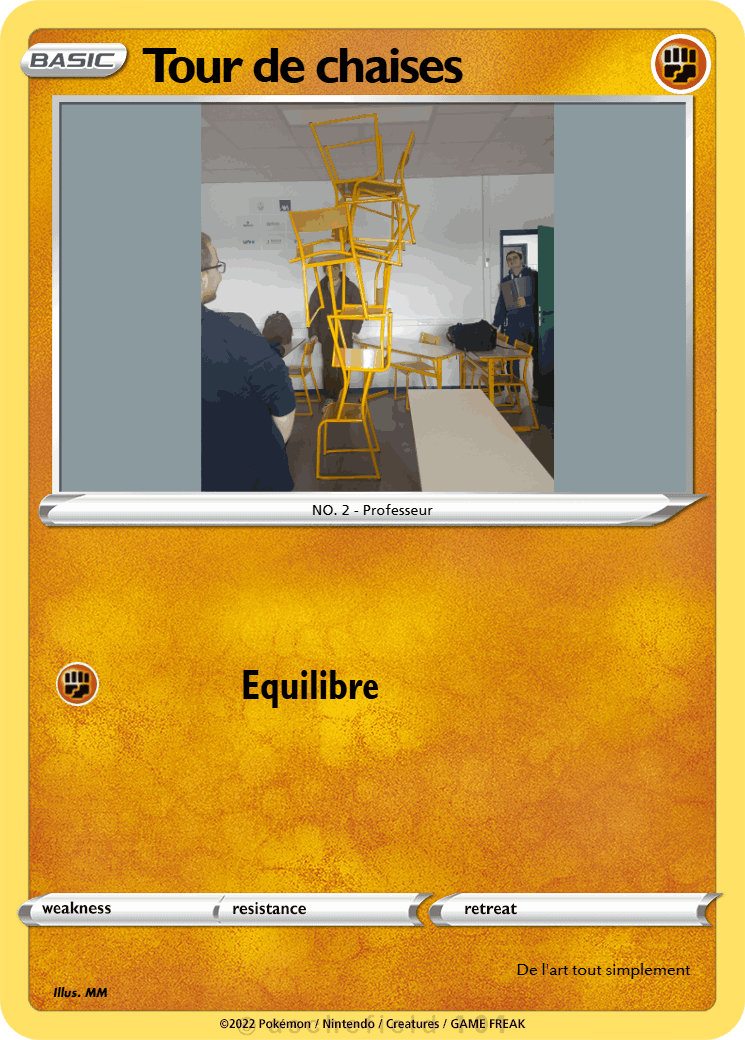 BASIC
Tour de chaises
NO. 2 - Professeur
Equilibre
weakness
resistance
retreat
De l'art tout simplement
Illus. MM
©2022 Pokémon / Nintendo / Creatures / GAME FREAK